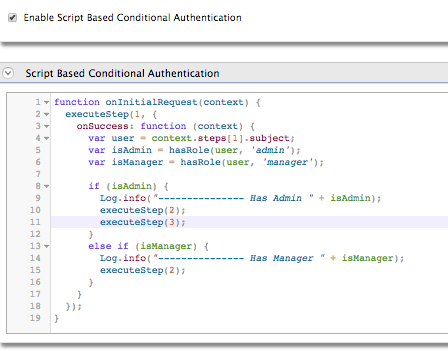 Enable Script Based Conditional Authentication
Script Based Conditional Authentication
1 function onInitialRequest(context) {
2   executeStep(1, {
3     onSuccess: function (context) {
4       var user = context.steps[1].subject;
5       var isAdmin = hasRole(user, 'admin');
6       var isManager = hasRole(user, 'manager');
7
8       if (isAdmin) {
9         Log.info("--------------- Has Admin " + isAdmin);
10         executeStep(2);
11         executeStep(3);
12       }
13       else if (isManager) {
14         Log.info("--------------- Has Manager " + isManager);
15         executeStep(2);
16       }
17     }
18   });
19 }